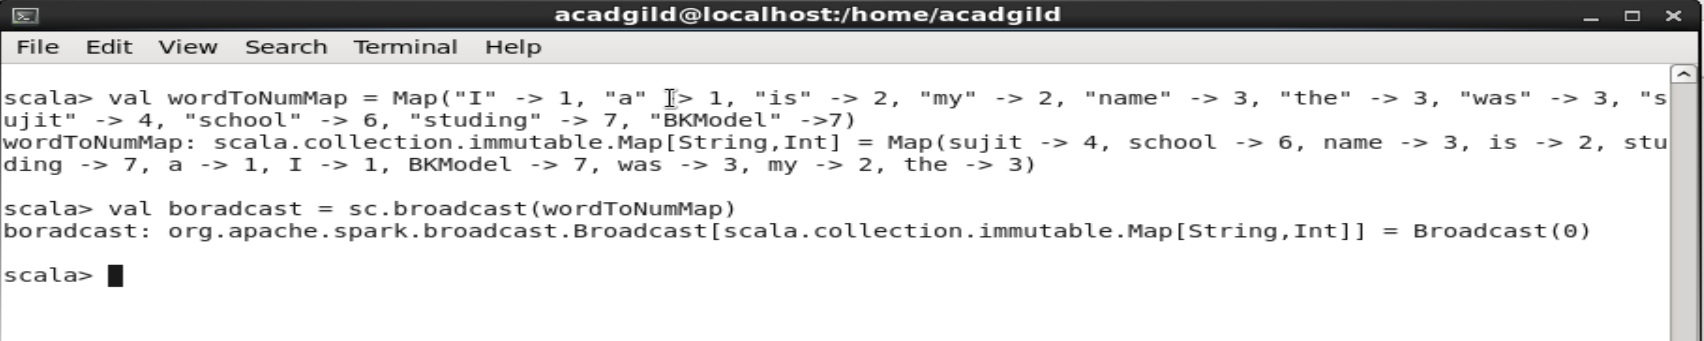 acadgild@localhost:/home/acadgild
File Edit View Search Terminal Help
scala> val wordToNumMap = Map("I" -> 1, "a" -> 1, "is" -> 2, "my" -> 2, "name" -> 3, "the" -> 3, "was" -> 3, "s
ujit" -> 4, "school" -> 6, "studing" -> 7, "BKModel" ->7)
wordToNumMap: scala.collection.immutable.Map[String,Int] = Map(sujit -> 4, school -> 6, name -> 3, is -> 2, stu
ding -> 7, a -> 1, I -> 1, BKModel -> 7, was -> 3, my -> 2, the -> 3)
scala> val boradcast = sc.broadcast(wordToNumMap)
boradcast: org.apache.spark.broadcast.Broadcast[scala.collection.immutable.Map[String,Int]] = Broadcast(0)
scala>